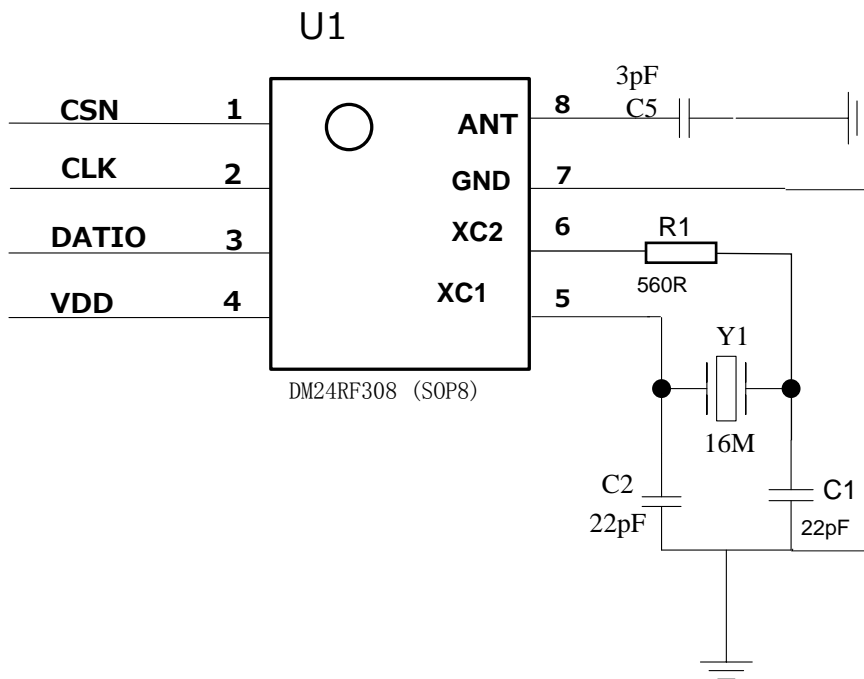 U1
CSN 1
CLK 2
DATIO 3
VDD 4
ANT 8
GND 7
XC2 6
XC1 5
3pF
C5
R1
560R
Y1
16M
C2
22pF
C1
22pF
DM24RF308 (SOP8)